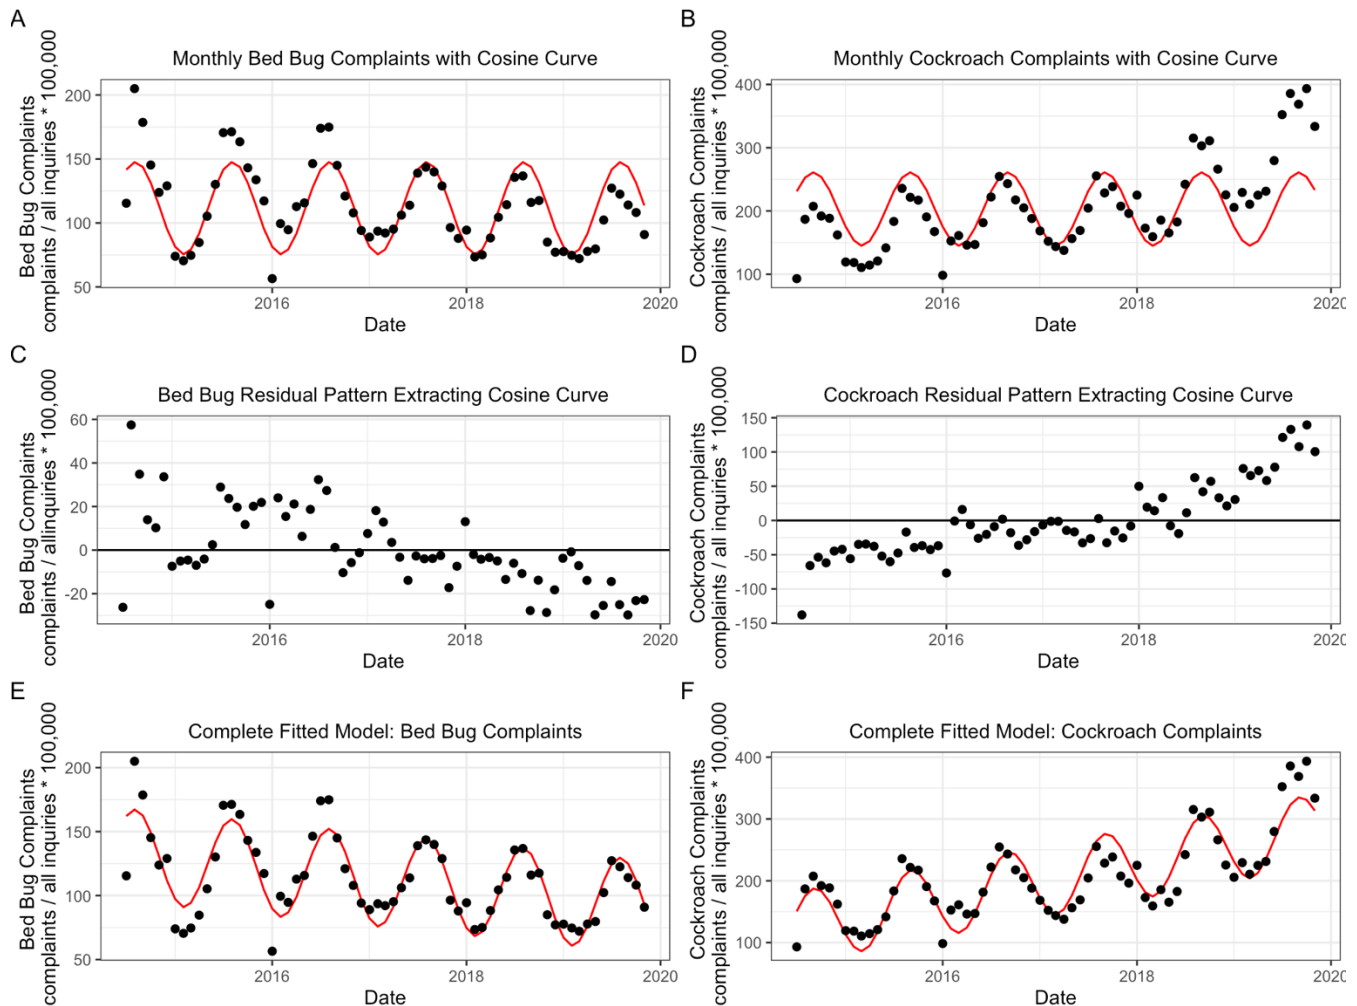 A
Monthly Bed Bug Complaints with Cosine Curve
Bed Bug Complaints
complaints / all inquiries * 100,000
200
150
100
50
2016
2018
2020
Date
B
Monthly Cockroach Complaints with Cosine Curve
Cockroach Complaints
complaints / all inquiries * 100,000
400
300
200
100
2016
2018
2020
Date
C
Bed Bug Residual Pattern Extracting Cosine Curve
Bed Bug Complaints
complaints / allinquiries * 100,000
60
40
20
0
-20
2016
2018
2020
Date
D
Cockroach Residual Pattern Extracting Cosine Curve
Cockroach Complaints
complaints / all inquiries * 100,000
150
100
50
0
-50
-100
-150
2016
2018
2020
Date
E
Complete Fitted Model: Bed Bug Complaints
Bed Bug Complaints
complaints / all inquiries * 100,000
200
150
100
50
2016
2018
2020
Date
F
Complete Fitted Model: Cockroach Complaints
Cockroach Complaints
complaints / all inquiries * 100,000
400
300
200
100
2016
2018
2020
Date